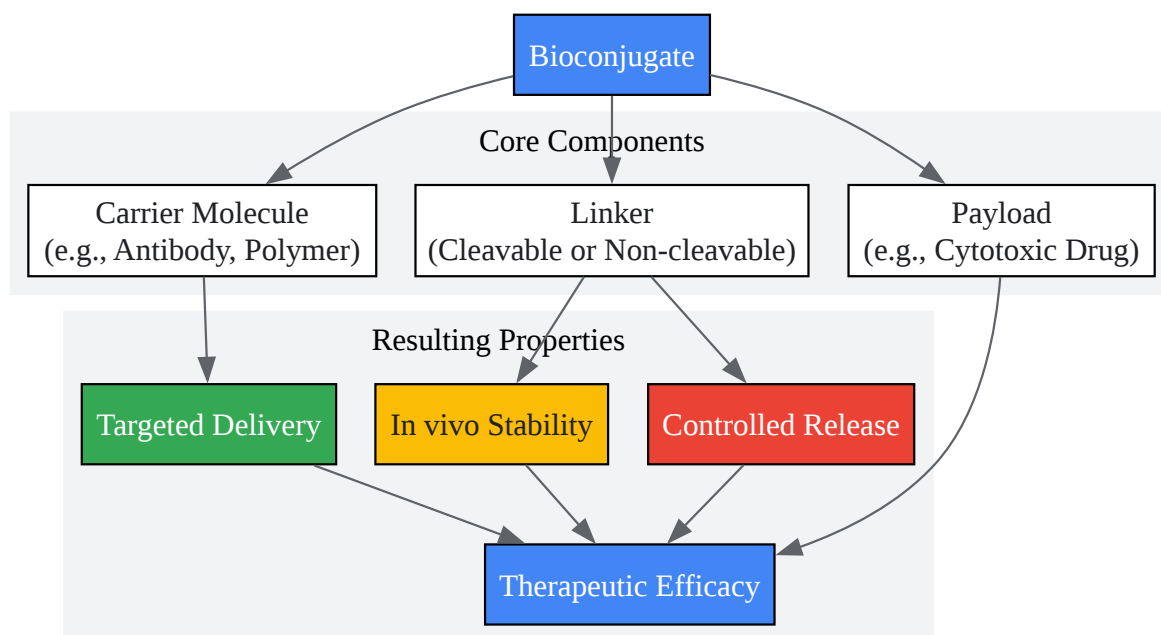 Bioconjugate
Core Components
Carrier Molecule
(e.g., Antibody, Polymer)
Linker
(Cleavable or Non-cleavable)
Payload
(e.g., Cytotoxic Drug)
Resulting Properties
Targeted Delivery
In vivo Stability
Controlled Release
Therapeutic Efficacy